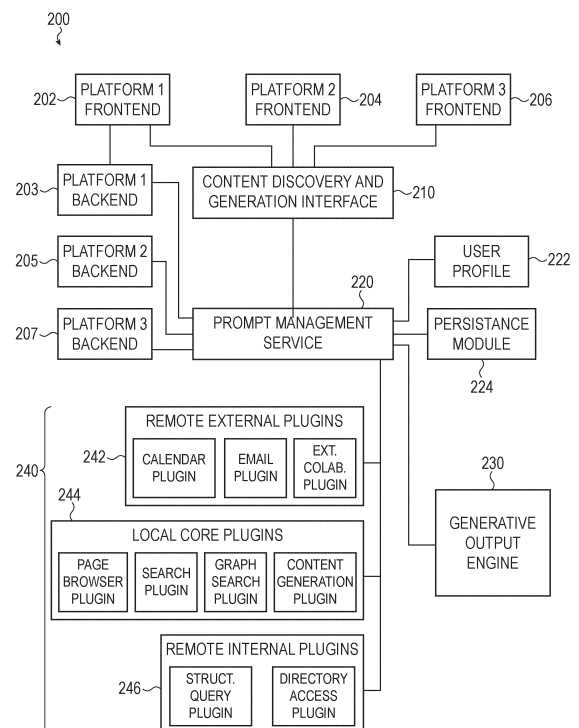 200
PLATFORM 1
FRONTEND
202
PLATFORM 2
FRONTEND
204
PLATFORM 3
FRONTEND
206
PLATFORM 1
BACKEND
203
CONTENT DISCOVERY AND
GENERATION INTERFACE
210
PLATFORM 2
BACKEND
205
USER
PROFILE
222
PLATFORM 3
BACKEND
207
220
PROMPT MANAGEMENT
SERVICE
PERSISTANCE
MODULE
224
240
REMOTE EXTERNAL PLUGINS
242
CALENDAR
PLUGIN
EMAIL
PLUGIN
EXT.
COLAB.
PLUGIN
230
GENERATIVE
OUTPUT
ENGINE
244
LOCAL CORE PLUGINS
PAGE
BROWSER
PLUGIN
SEARCH
PLUGIN
GRAPH
SEARCH
PLUGIN
CONTENT
GENERATION
PLUGIN
REMOTE INTERNAL PLUGINS
246
STRUCT.
QUERY
PLUGIN
DIRECTORY
ACCESS
PLUGIN